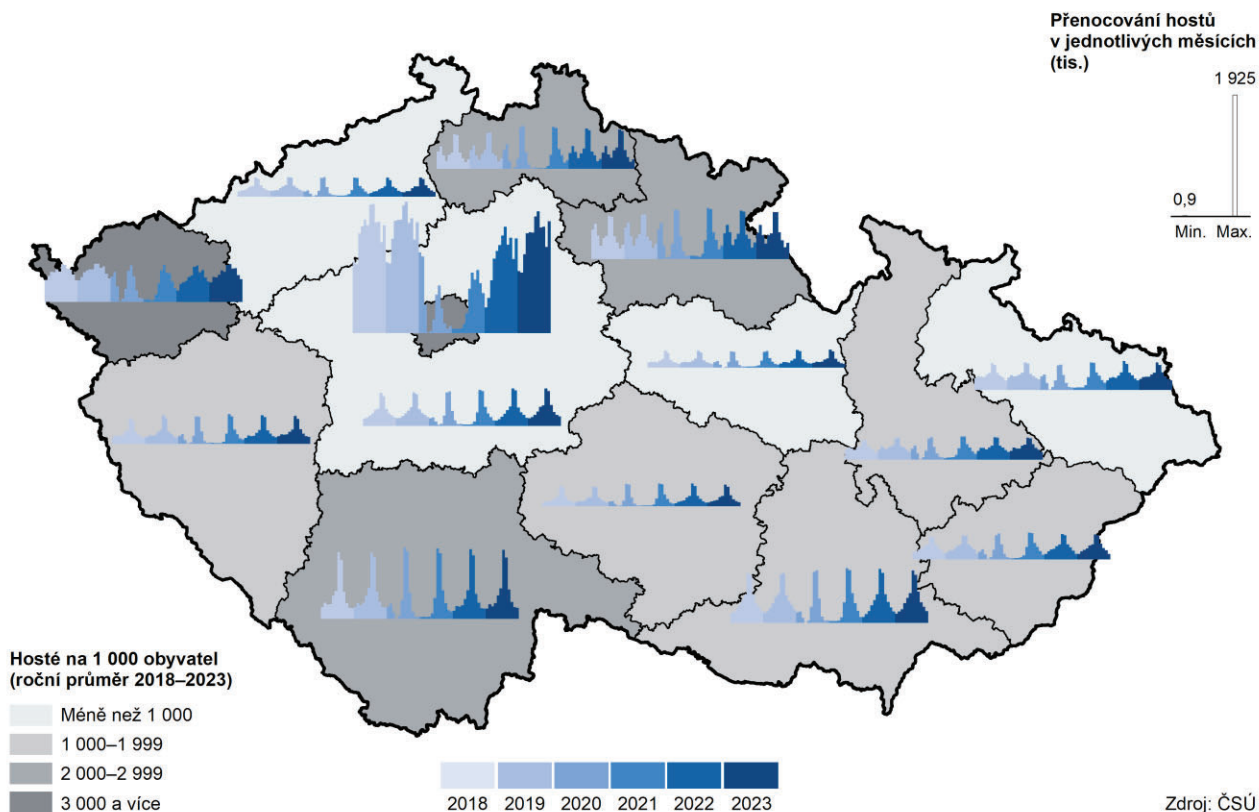 Přenocování hostů
v jednotlivých měsících
(tis.)
1 925
0,9
Min. Max.
Hosté na 1 000 obyvatel
(roční průměr 2018–2023)
Méně než 1 000
1 000–1 999
2 000–2 999
3 000 a více
2018 2019 2020 2021 2022 2023
Zdroj: ČSÚ